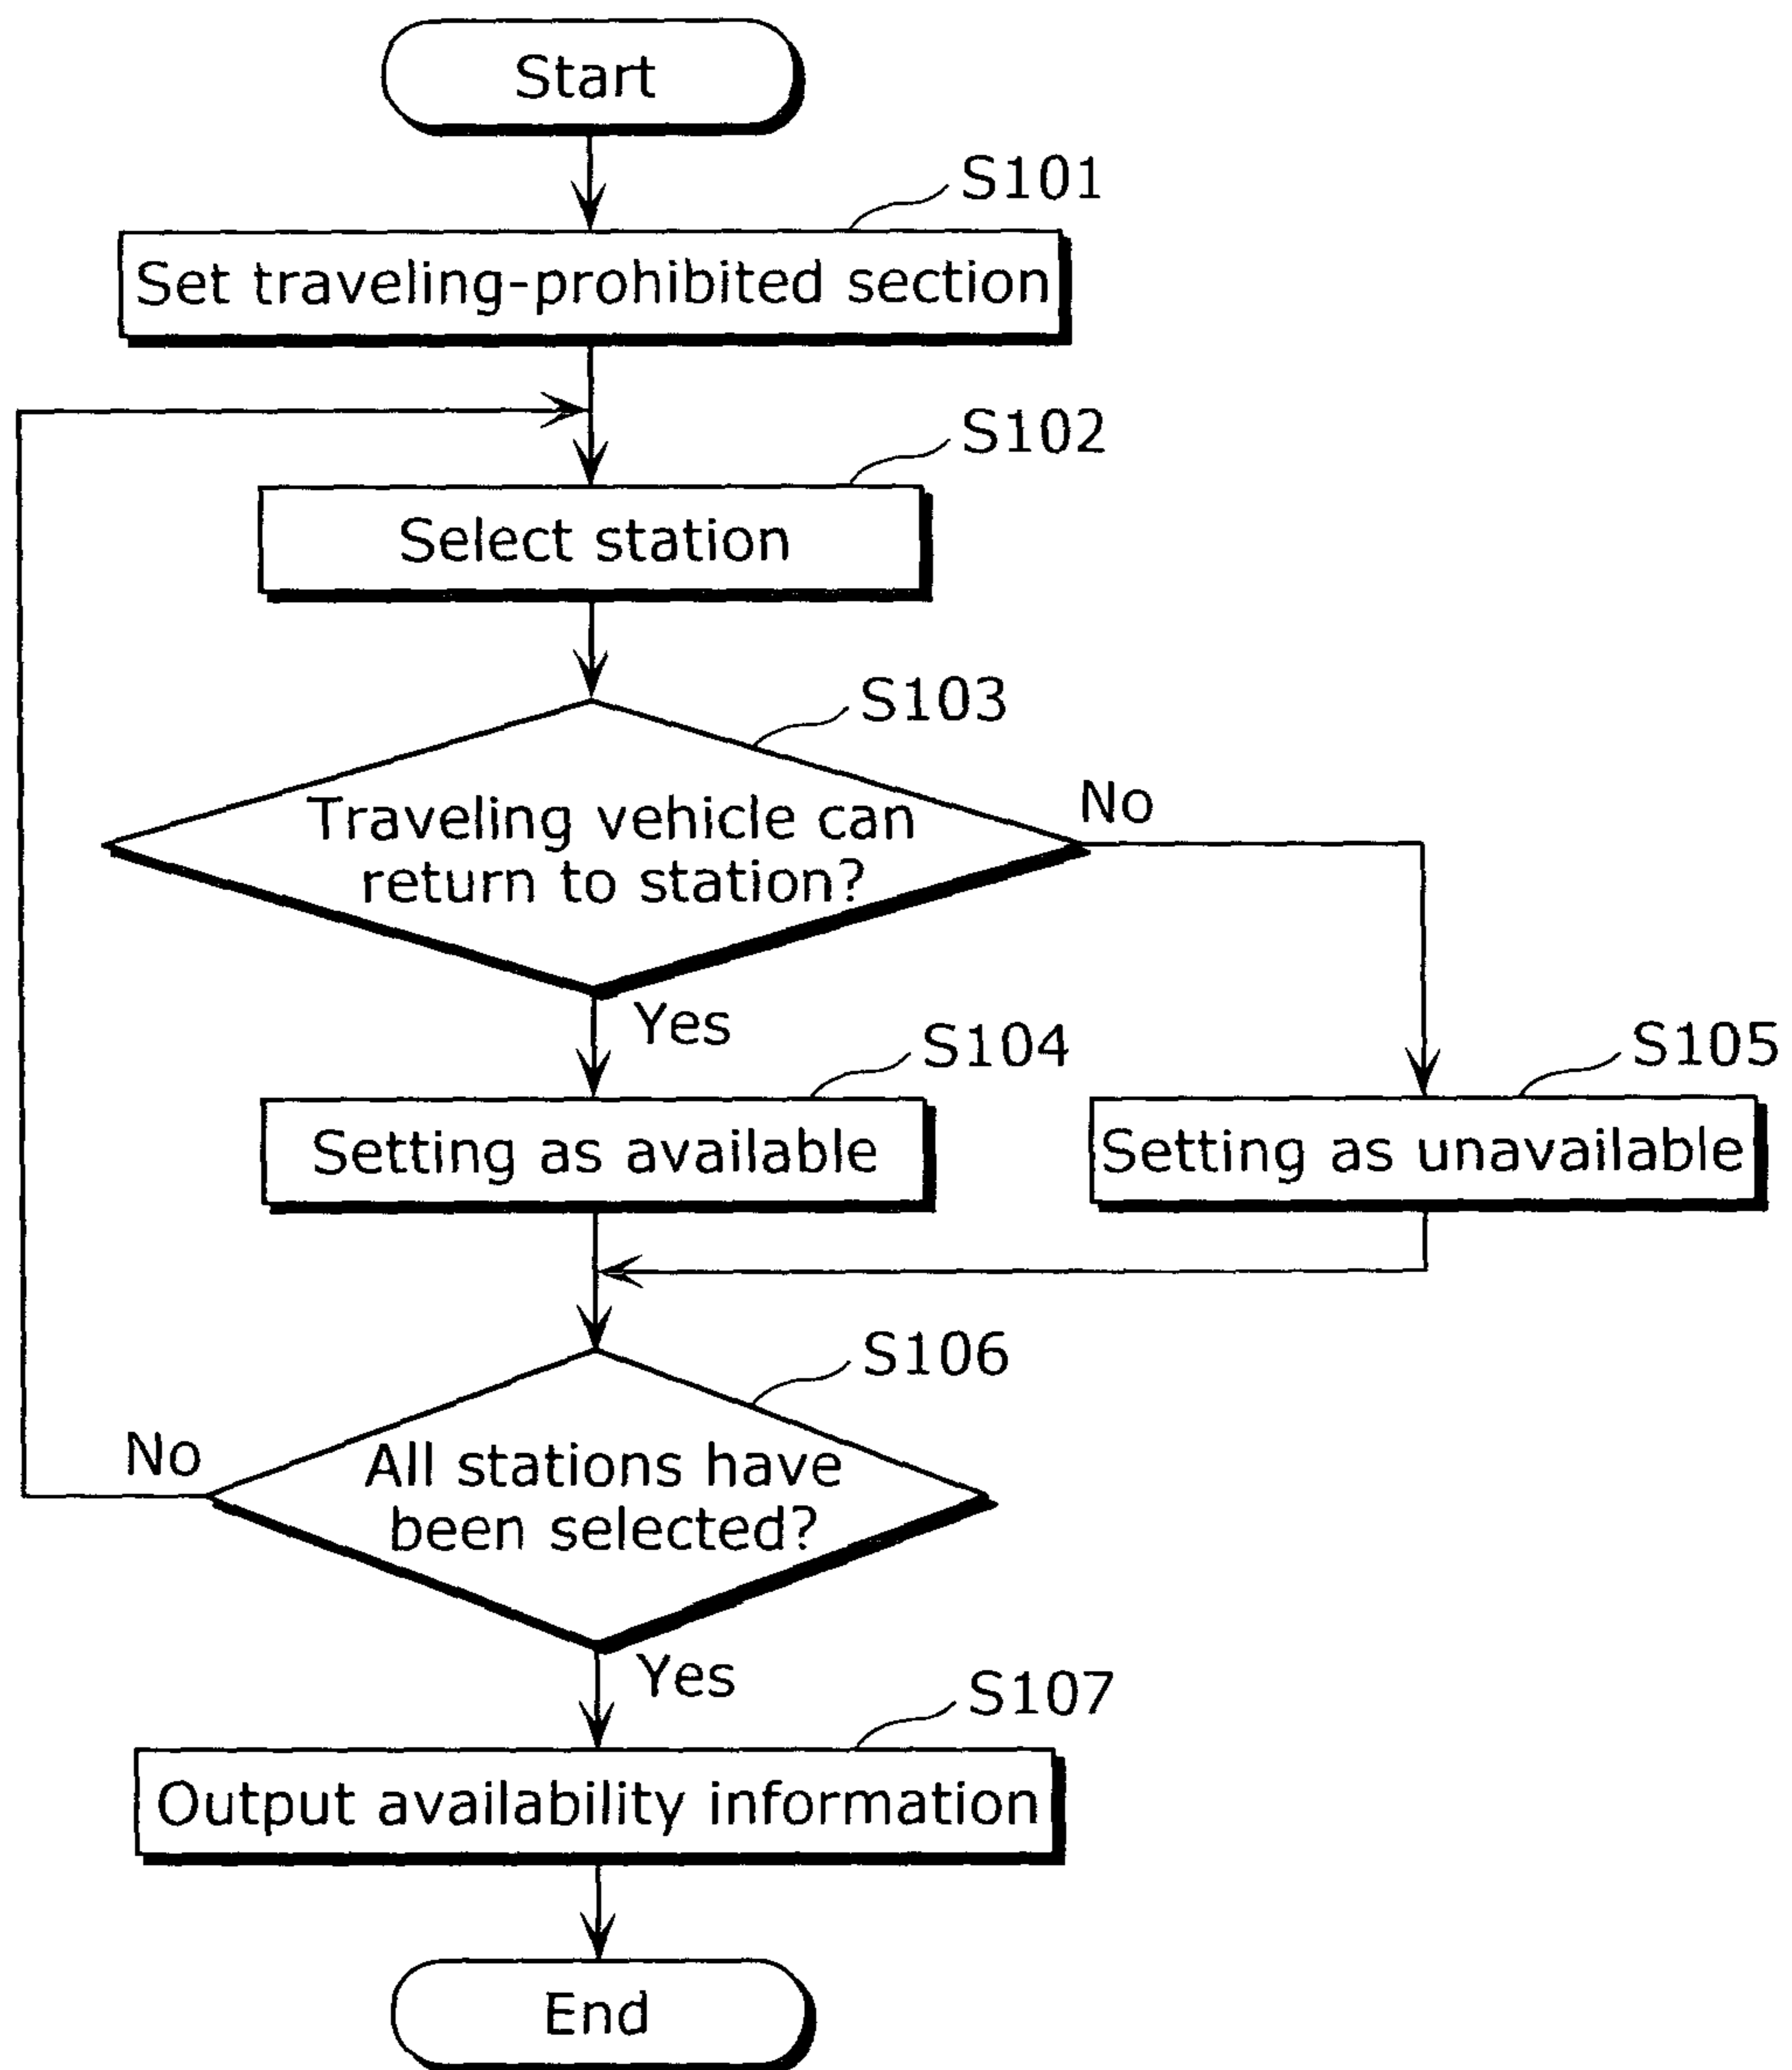 Start
S101
Set traveling-prohibited section
S102
Select station
S103
Traveling vehicle can
return to station?
No
Yes
S104
Setting as available
S105
Setting as unavailable
S106
All stations have
been selected?
No
Yes
S107
Output availability information
End